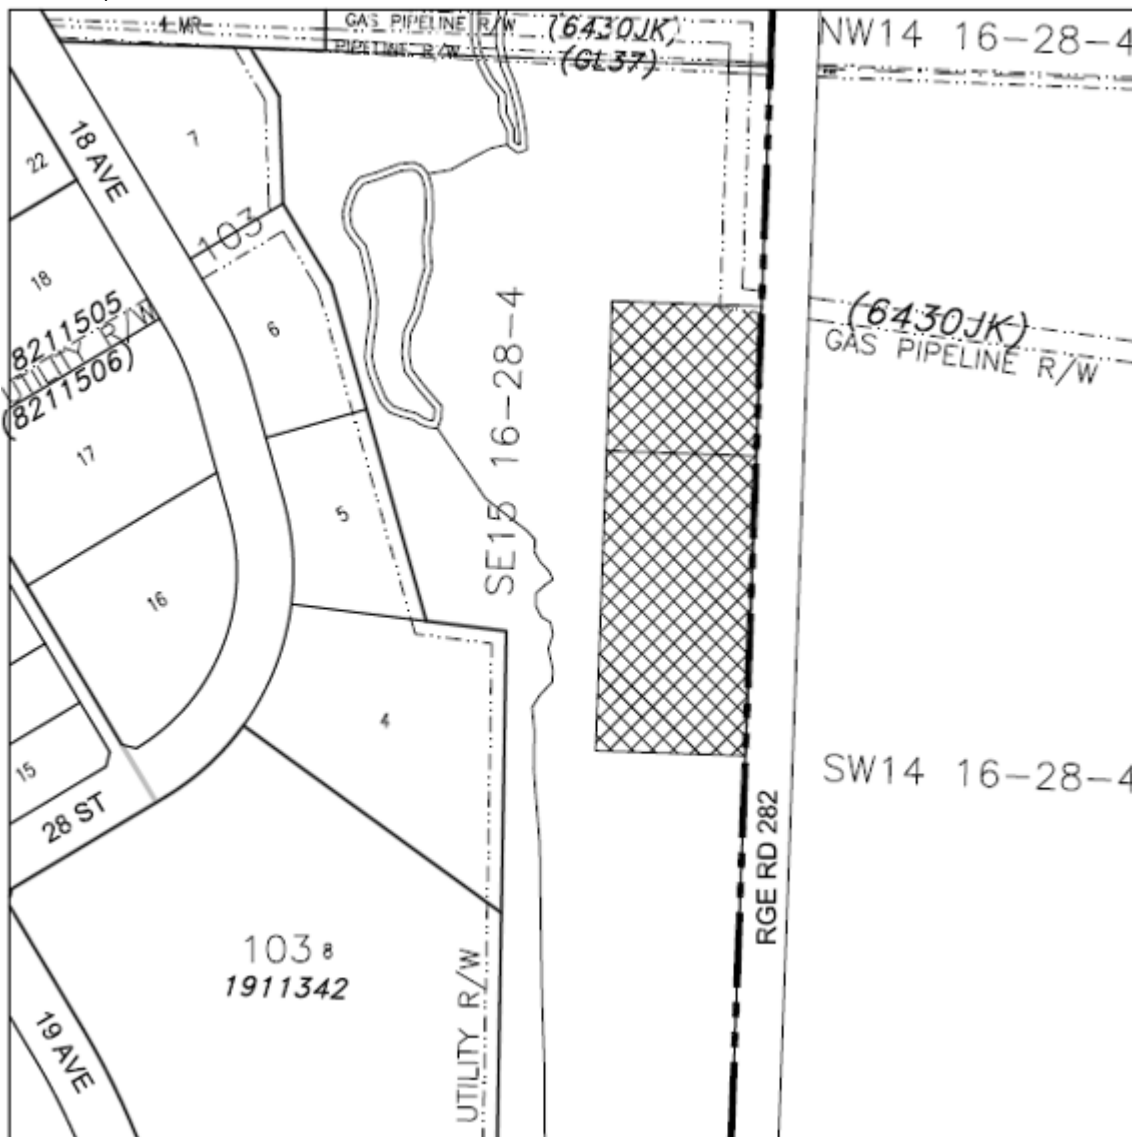 4 MR
GAS PIPELINE R/W
(6430JK)
PIPELINE R/W
(GL37)
NW14 16-28-4
18 AVE
7
22
103
18
8211505
UTILITY R/W
(8211506)
6
SE15 16-28-4
(6430JK)
GAS PIPELINE R/W
17
5
16
4
15
28 ST
SW14 16-28-4
RGE RD 282
103 8
1911342
UTILITY R/W
19 AVE